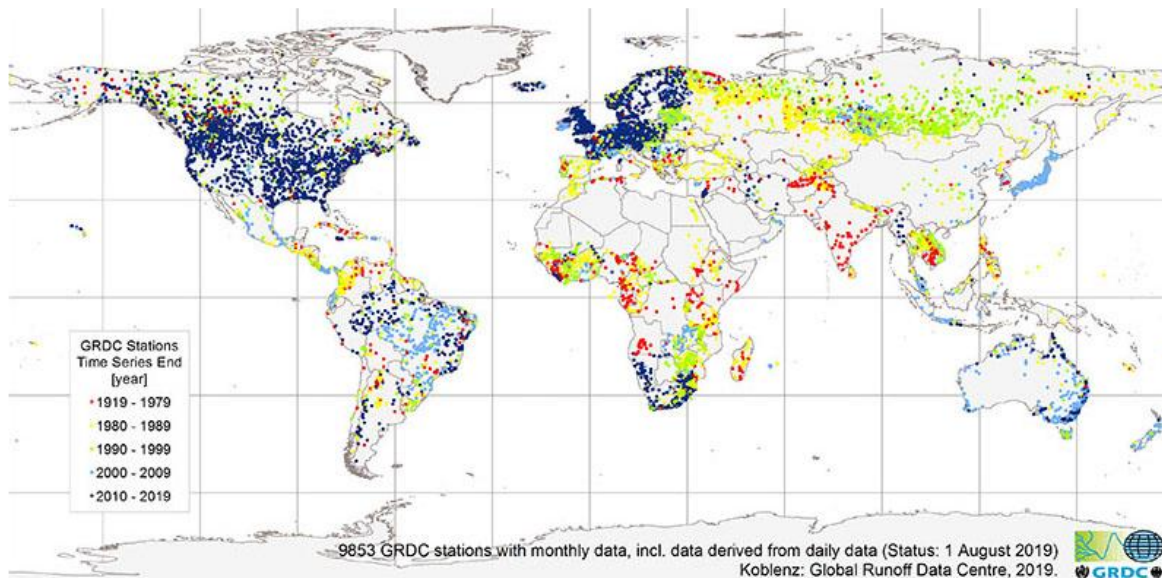 GRDC Stations
Time Series End
[year]
1919 - 1979
1980 - 1989
1990 - 1999
2000 - 2009
2010 - 2019
9853 GRDC stations with monthly data, incl. data derived from daily data (Status: 1 August 2019)
Koblenz: Global Runoff Data Centre, 2019.
GRDC